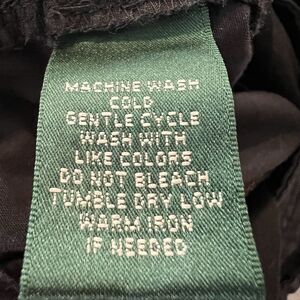 MACHINE WASH
COLD
GENTLE CYCLE
WASH WITH
LIKE COLORS
DO NOT BLEACH
TUMBLE DRY LOW
WARM IRON
IF NEEDED